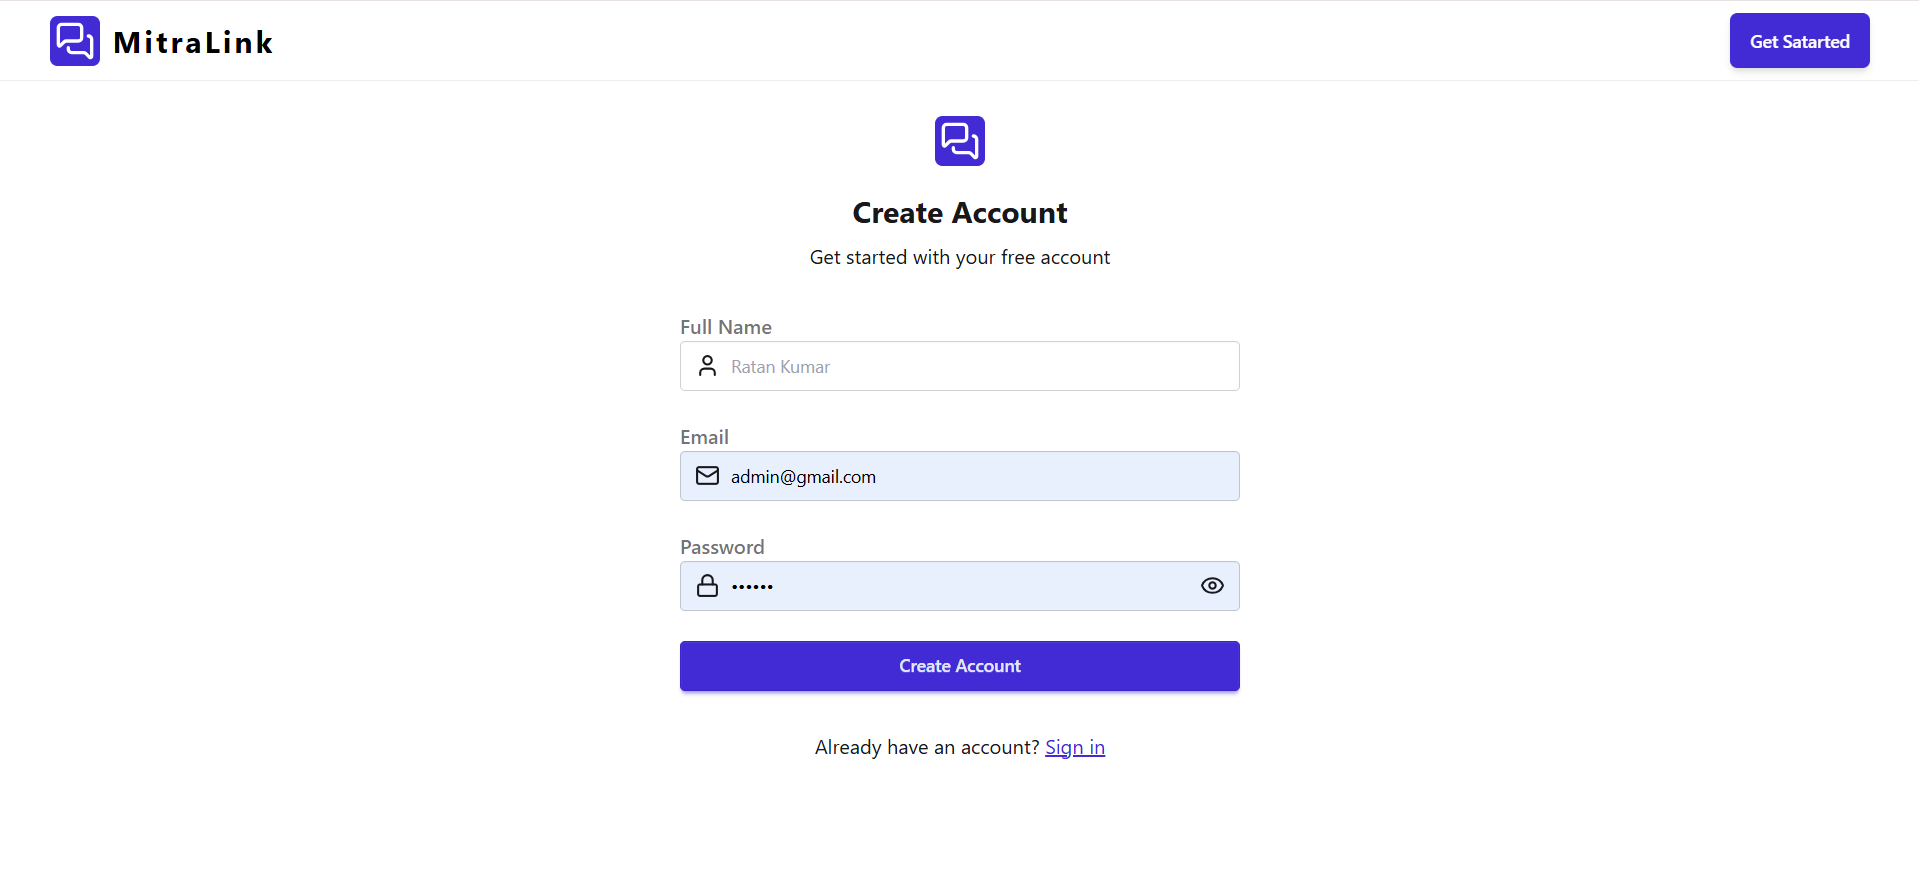 MitraLink
Get Satarted
Create Account
Get started with your free account
Full Name
Ratan Kumar
Email
admin@gmail.com
Password
••••••
Create Account
Already have an account? Sign in